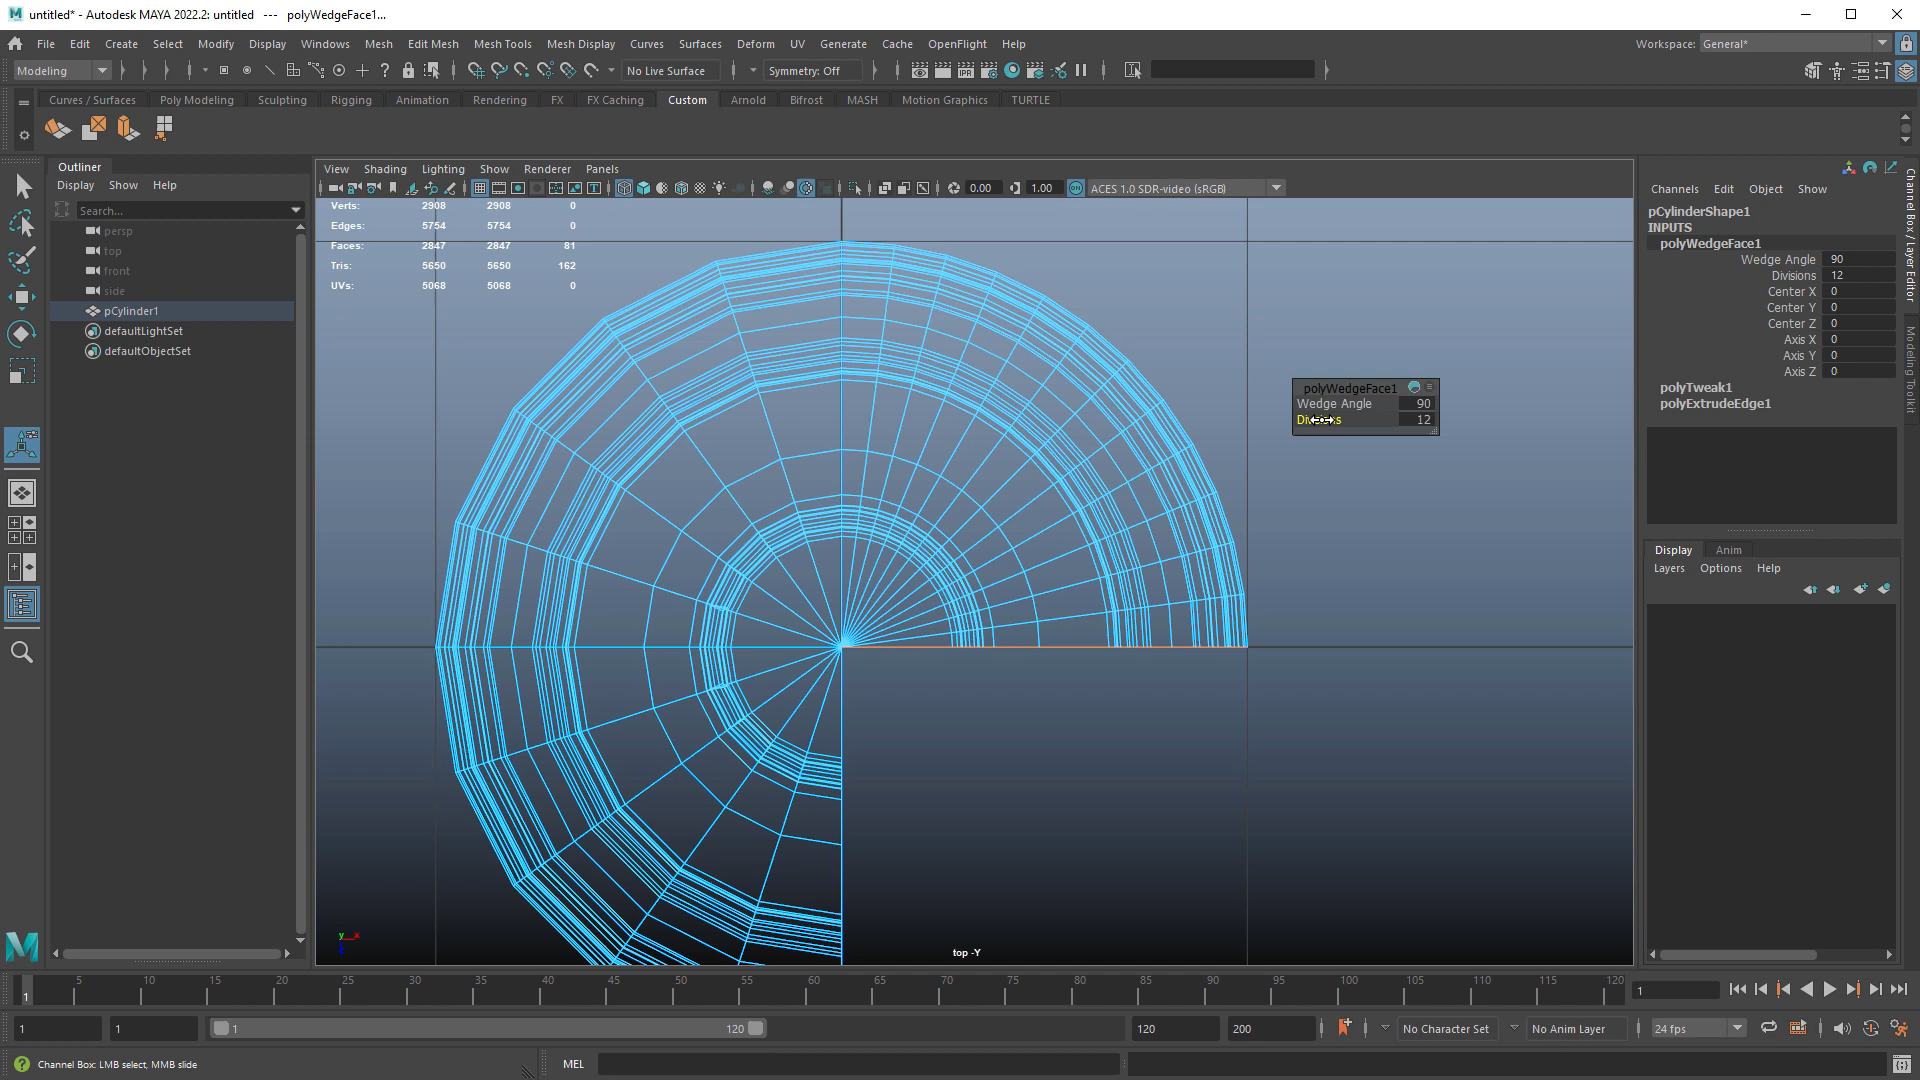 untitled* - Autodesk MAYA 2022.2: untitled --- polyWedgeFace1...
File Edit Create Select Modify Display Windows Mesh Edit Mesh Mesh Tools Mesh Display Curves Surfaces Deform UV Generate Cache OpenFlight Help
Workspace: General*
Modeling
No Live Surface
Symmetry: Off
IPR
Curves / Surfaces Poly Modeling Sculpting Rigging Animation Rendering FX FX Caching Custom Arnold Bifrost MASH Motion Graphics TURTLE
Outliner
Display Show Help
Search...
persp
top
front
side
pCylinder1
defaultLightSet
defaultObjectSet
View Shading Lighting Show Renderer Panels
0.00 1.00 ON ACES 1.0 SDR-video (sRGB)
Verts: 2908 2908 0
Edges: 5754 5754 0
Faces: 2847 2847 81
Tris: 5650 5650 162
UVs: 5068 5068 0
polyWedgeFace1
Wedge Angle 90
12
y x
top -Y
Channels Edit Object Show
pCylinderShape1
INPUTS
polyWedgeFace1
Wedge Angle 90
Divisions 12
Center X 0
Center Y 0
Center Z 0
Axis X 0
Axis Y 0
Axis Z 0
polyTweak1
polyExtrudeEdge1
Channel Box / Layer Editor
Modeling Toolkit
Display Anim
Layers Options Help
5 10 15 20 25 30 35 40 45 50 55 60 65 70 75 80 85 90 95 100 105 110 115 120
1
1
1 1 1 120 120 200 No Character Set No Anim Layer 24 fps
Channel Box: LMB select, MMB slide
MEL